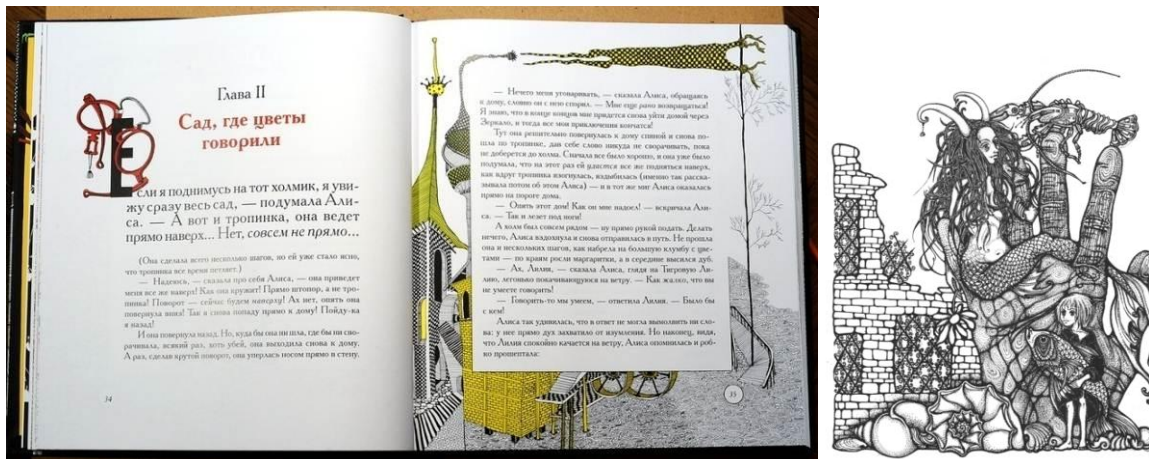 Глава II
Сад, где цветы
говорили
Если я поднимусь на тот холмик, я уви-
жу сразу весь сад, — подумала Али-
са. — А вот и тропинка, она ведет
прямо наверх... Нет, совсем не прямо...
(Она сделала всего несколько шагов, но ей уже стало ясно,
что тропинка все время петляет.)
— Надеюсь, — сказала про себя Алиса, — она приведет
меня все же наверх! Как она кружит! Прямо штопор, а не тро-
пинка! Поворот — сейчас будем наверху! Ах нет, опять она
повернула вниз! Так я снова попаду прямо к дому! Пойду-ка
я назад!
И она повернула назад. Но, куда бы она ни шла, где бы ни сво-
рачивала, всякий раз, хоть убей, она выходила снова к дому.
А раз, сделав крутой поворот, она уперлась носом прямо в стену.
34
— Нечего меня уговаривать, — сказала Алиса, обращаясь
к дому, словно он с нею спорил. — Мне еще рано возвращаться!
Я знаю, что в конце концов мне придется снова уйти домой через
Зеркало, и тогда все мои приключения кончатся!
Тут она решительно повернулась к дому спиной и снова по-
шла по тропинке, дав себе слово никуда не сворачивать, пока
не доберется до холма. Сначала все было хорошо, и она уже было
подумала, что на этот раз ей удастся все же подняться наверх,
как вдруг тропинка изогнулась, вздыбилась (именно так расска-
зывала потом об этом Алиса) — и в тот же миг Алиса оказалась
прямо на пороге дома.
— Опять этот дом! Как он мне надоел! — вскричала Али-
са. — Так и лезет под ноги!
А холм был совсем рядом — ну прямо рукой подать. Делать
нечего, Алиса вздохнула и снова отправилась в путь. Не прошла
она и нескольких шагов, как набрела на большую клумбу с цве-
тами — по краям росли маргаритки, а в середине высился дуб.
— Ах, Лилия, — сказала Алиса, глядя на Тигровую Ли-
лию, легонько покачивающуюся на ветру. — Как жалко, что вы
не умеете говорить!
— Говорить-то мы умеем, — ответила Лилия. — Было бы
с кем!
Алиса так удивилась, что в ответ не могла вымолвить ни сло-
ва: у нее прямо дух захватило от изумления. Но наконец, видя,
что Лилия спокойно качается на ветру, Алиса опомнилась и роб-
ко прошептала:
35